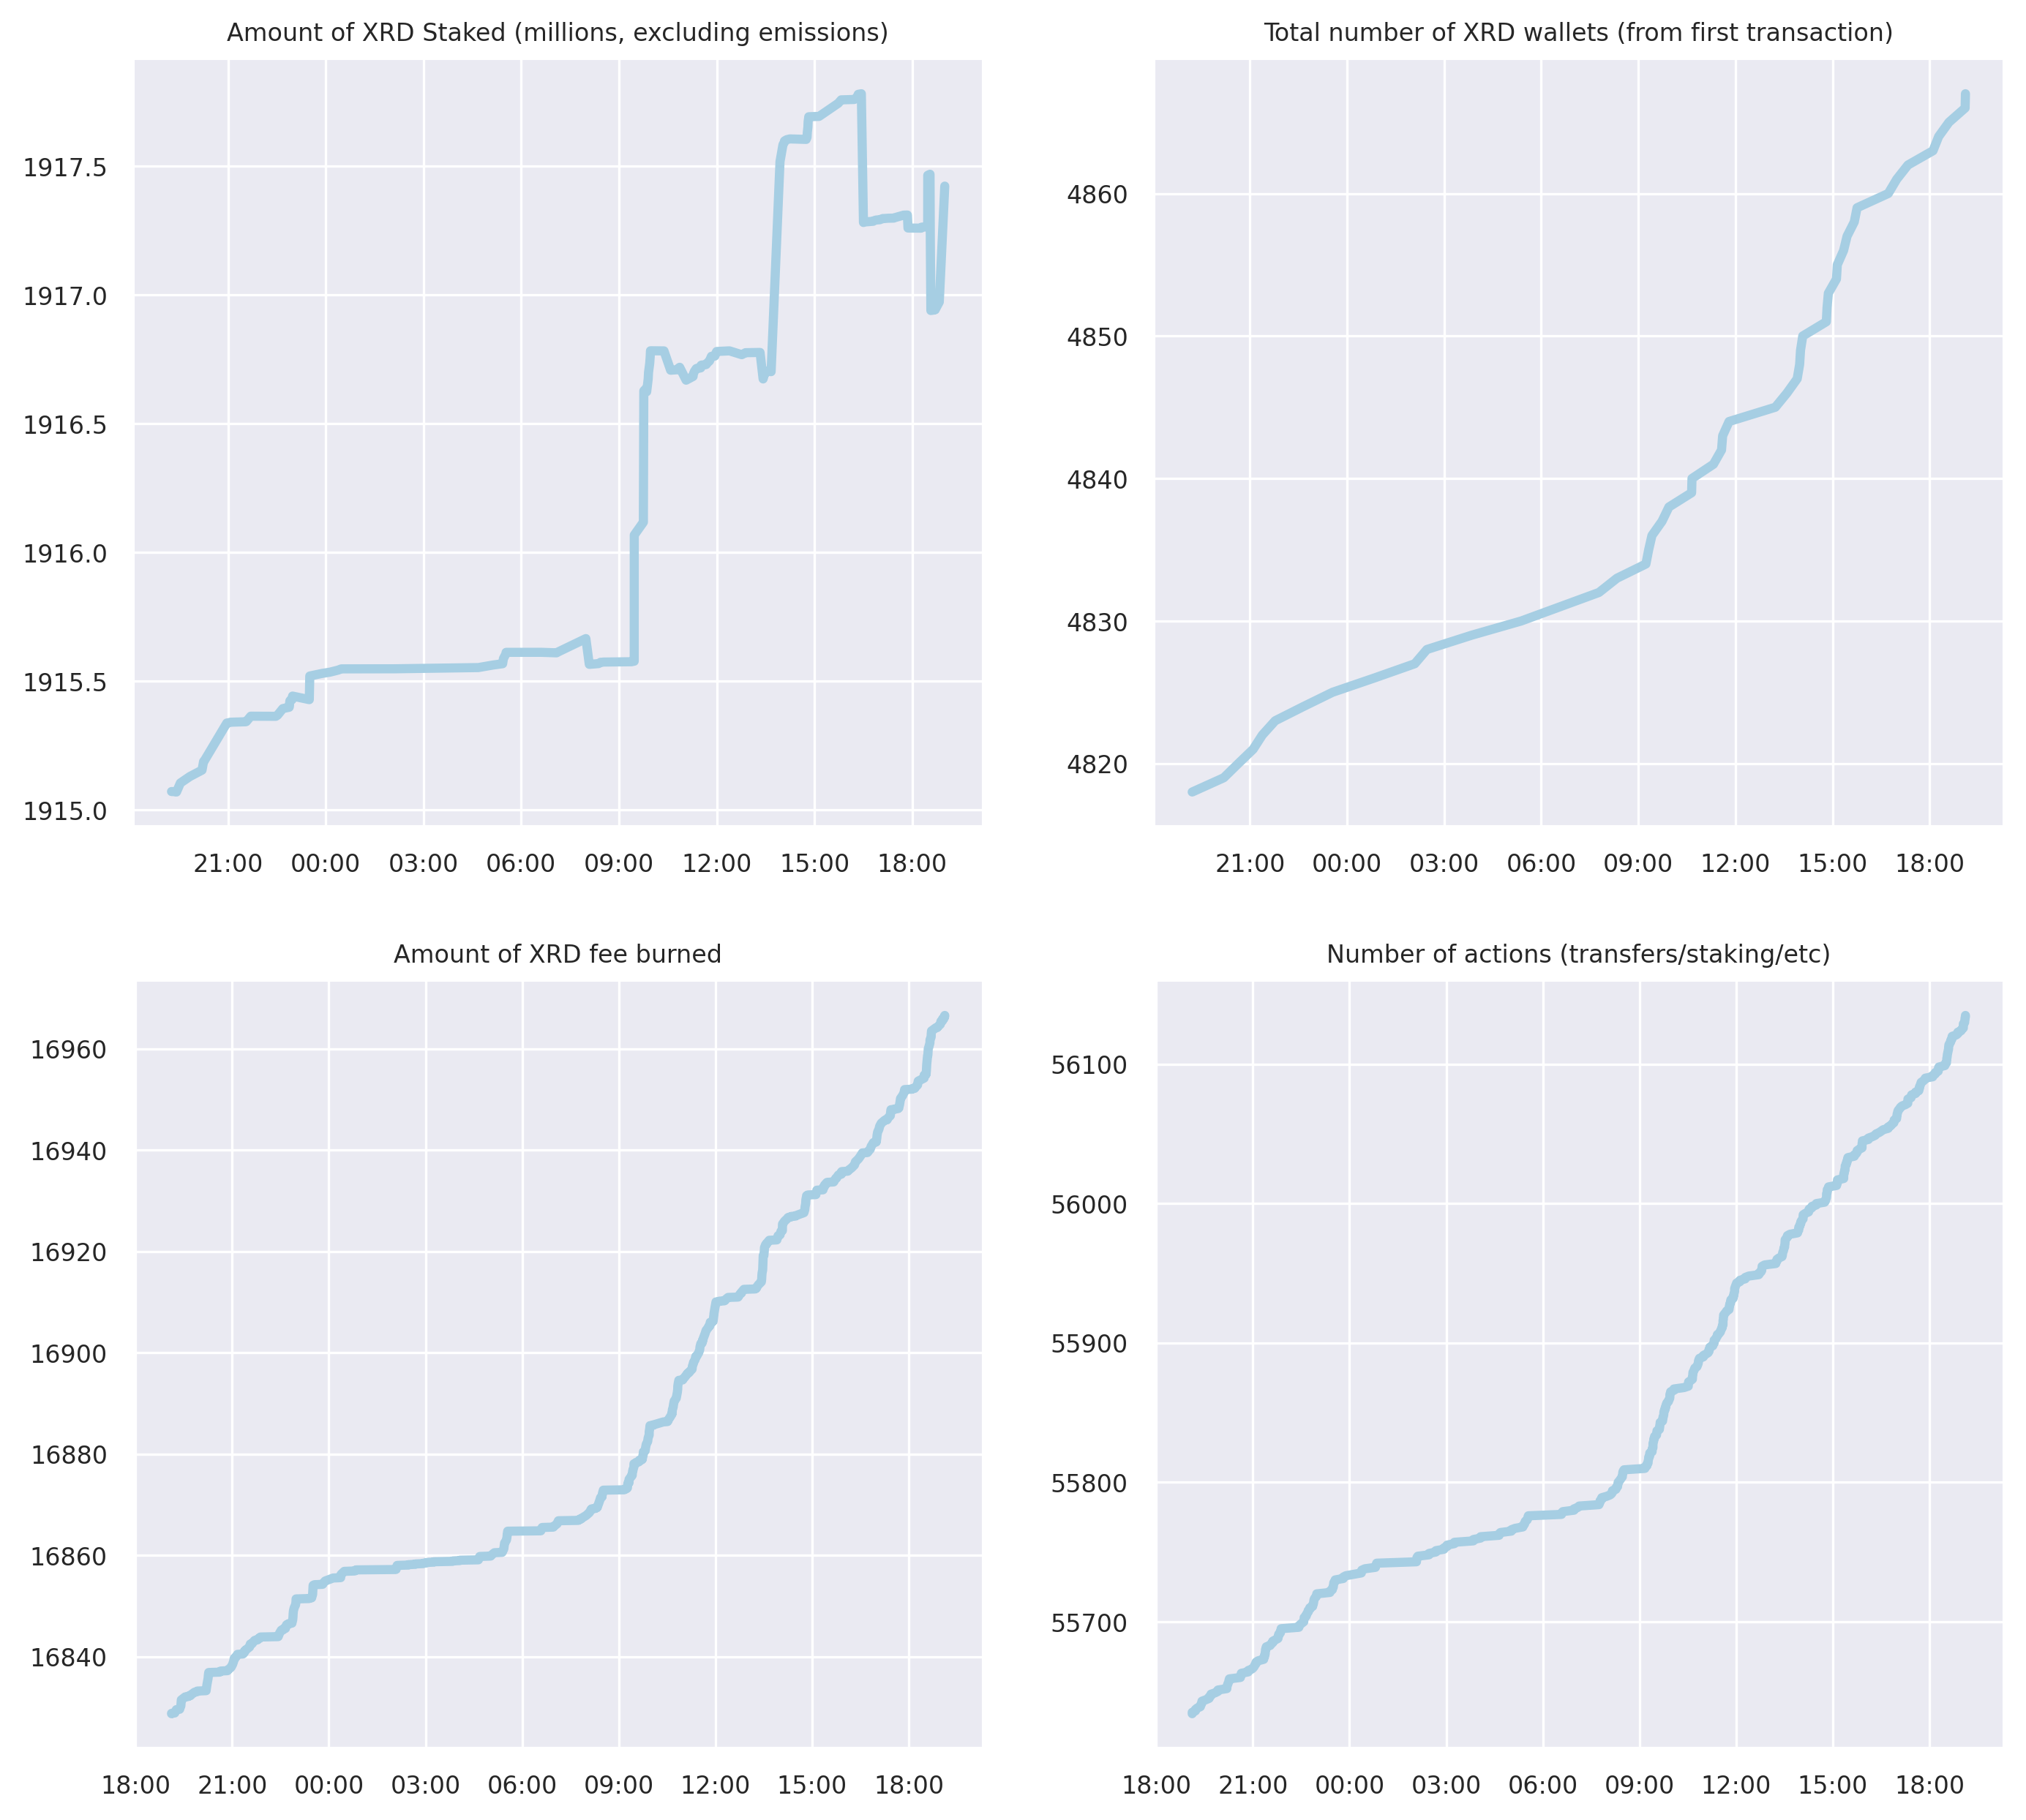 Amount of XRD Staked (millions, excluding emissions)
1917.5
1917.0
1916.5
1916.0
1915.5
1915.0
21:00 00:00 03:00 06:00 09:00 12:00 15:00 18:00
Total number of XRD wallets (from first transaction)
4860
4850
4840
4830
4820
21:00 00:00 03:00 06:00 09:00 12:00 15:00 18:00
Amount of XRD fee burned
16960
16940
16920
16900
16880
16860
16840
18:00 21:00 00:00 03:00 06:00 09:00 12:00 15:00 18:00
Number of actions (transfers/staking/etc)
56100
56000
55900
55800
55700
18:00 21:00 00:00 03:00 06:00 09:00 12:00 15:00 18:00